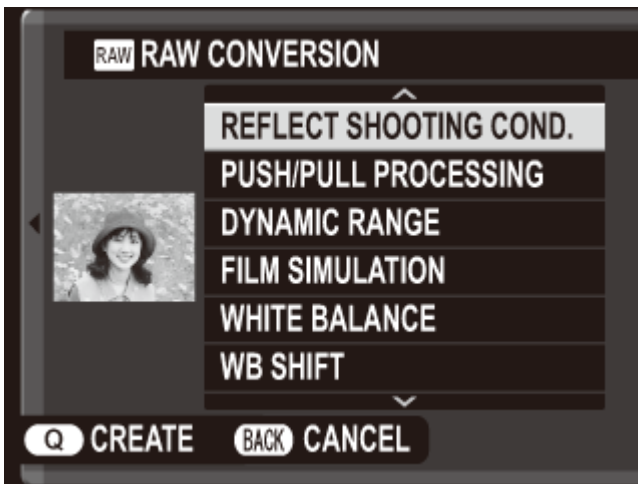 RAW RAW CONVERSION
REFLECT SHOOTING COND.
PUSH/PULL PROCESSING
DYNAMIC RANGE
FILM SIMULATION
WHITE BALANCE
WB SHIFT
Q CREATE BACK CANCEL